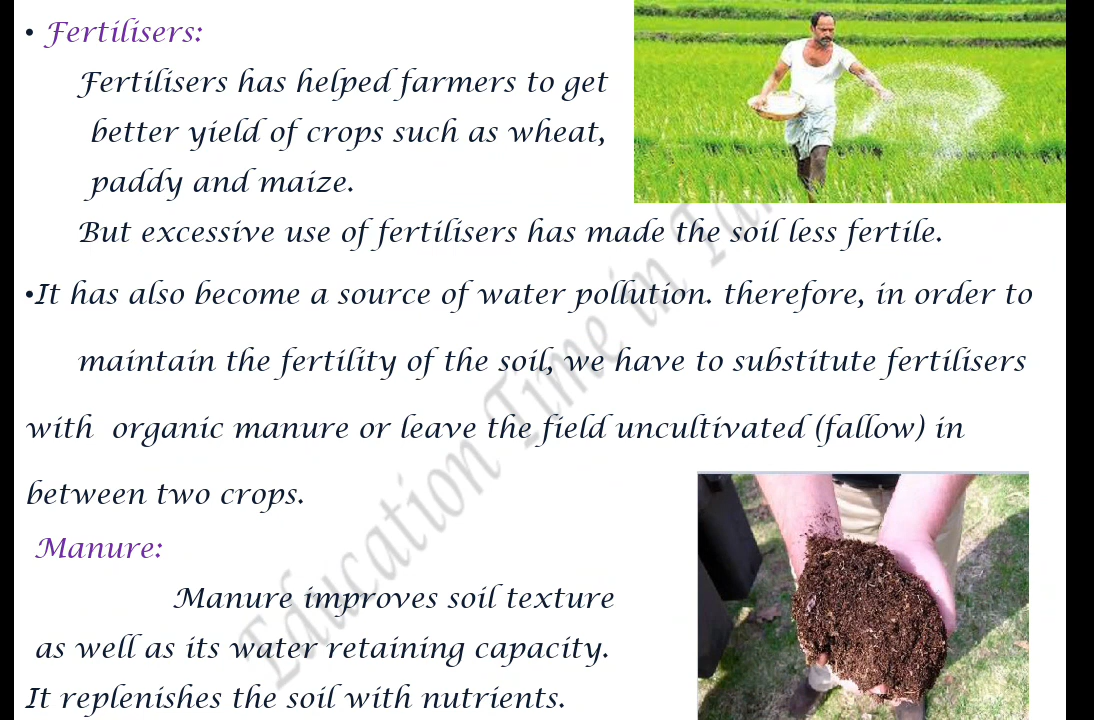 • Fertilisers:
Fertilisers has helped farmers to get
better yield of crops such as wheat,
paddy and maize.
But excessive use of fertilisers has made the soil less fertile.
•It has also become a source of water pollution. therefore, in order to
maintain the fertility of the soil, we have to substitute fertilisers
with organic manure or leave the field uncultivated (fallow) in
between two crops.
Manure:
Manure improves soil texture
as well as its water retaining capacity.
It replenishes the soil with nutrients.
Education Time in